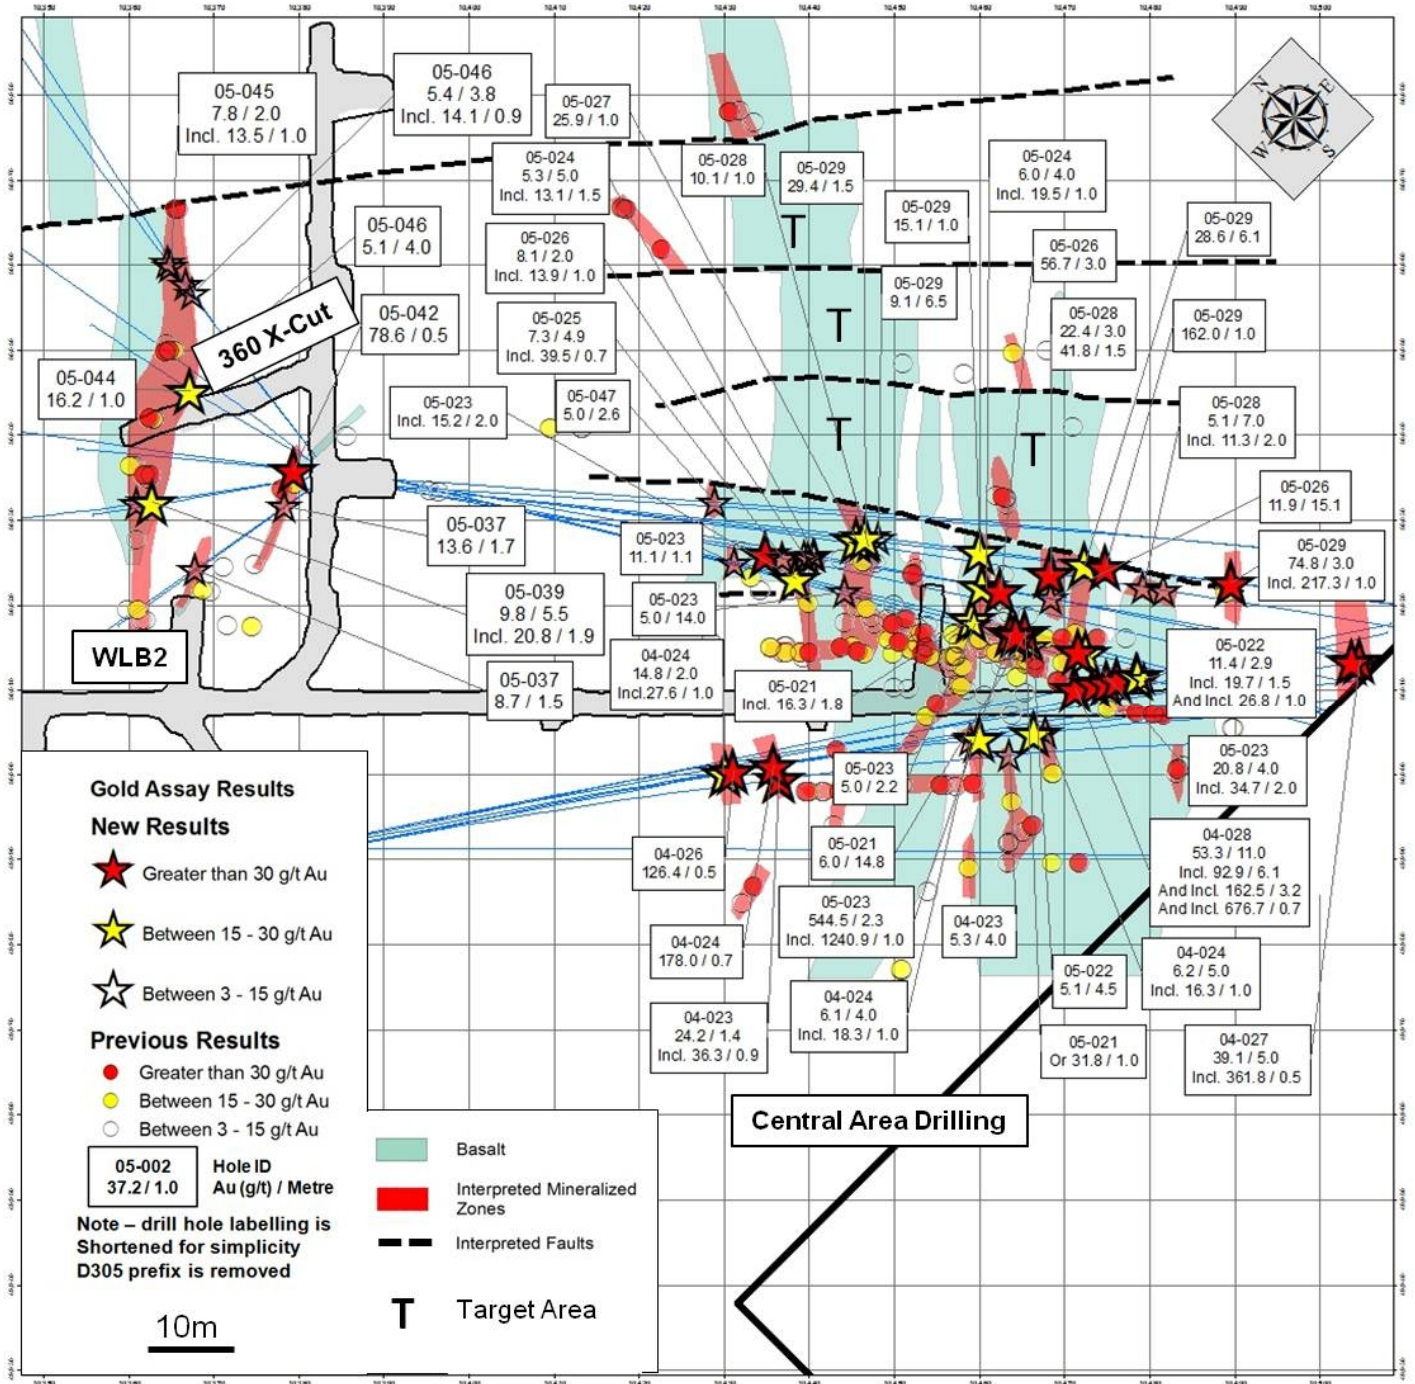 05-045
7.8 / 2.0
Incl. 13.5 / 1.0
05-046
5.4 / 3.8
Incl. 14.1 / 0.9
05-027
25.9 / 1.0
05-024
5.3 / 5.0
Incl. 13.1 / 1.5
05-028
10.1 / 1.0
05-029
29.4 / 1.5
05-024
6.0 / 4.0
Incl. 19.5 / 1.0
N
E
W
S
05-046
5.1 / 4.0
05-026
8.1 / 2.0
Incl. 13.9 / 1.0
05-029
15.1 / 1.0
05-029
28.6 / 6.1
05-026
56.7 / 3.0
T
05-029
9.1 / 6.5
360 X-Cut
05-042
78.6 / 0.5
05-025
7.3 / 4.9
Incl. 39.5 / 0.7
T
05-028
22.4 / 3.0
41.8 / 1.5
05-029
162.0 / 1.0
05-044
16.2 / 1.0
05-023
Incl. 15.2 / 2.0
05-047
5.0 / 2.6
T
T
05-028
5.1 / 7.0
Incl. 11.3 / 2.0
05-026
11.9 / 15.1
05-037
13.6 / 1.7
05-023
11.1 / 1.1
05-029
74.8 / 3.0
Incl. 217.3 / 1.0
05-039
9.8 / 5.5
Incl. 20.8 / 1.9
05-023
5.0 / 14.0
WLB2
04-024
14.8 / 2.0
Incl.27.6 / 1.0
05-037
8.7 / 1.5
05-021
Incl. 16.3 / 1.8
05-022
11.4 / 2.9
Incl. 19.7 / 1.5
And Incl. 26.8 / 1.0
05-023
5.0 / 2.2
05-023
20.8 / 4.0
Incl. 34.7 / 2.0
04-026
126.4 / 0.5
05-021
6.0 / 14.8
04-028
53.3 / 11.0
Incl. 92.9 / 6.1
And Incl. 162.5 / 3.2
And Incl. 676.7 / 0.7
05-023
544.5 / 2.3
Incl. 1240.9 / 1.0
04-023
5.3 / 4.0
04-024
178.0 / 0.7
05-022
5.1 / 4.5
04-024
6.2 / 5.0
Incl. 16.3 / 1.0
04-023
24.2 / 1.4
Incl. 36.3 / 0.9
04-024
6.1 / 4.0
Incl. 18.3 / 1.0
05-021
Or 31.8 / 1.0
04-027
39.1 / 5.0
Incl. 361.8 / 0.5
Central Area Drilling
Gold Assay Results
New Results
Greater than 30 g/t Au
Between 15 - 30 g/t Au
Between 3 - 15 g/t Au
Previous Results
Greater than 30 g/t Au
Between 15 - 30 g/t Au
Between 3 - 15 g/t Au
05-002
37.2 / 1.0
Hole ID
Au (g/t) / Metre
Note – drill hole labelling is
Shortened for simplicity
D305 prefix is removed
10m
Basalt
Interpreted Mineralized
Zones
Interpreted Faults
T
Target Area